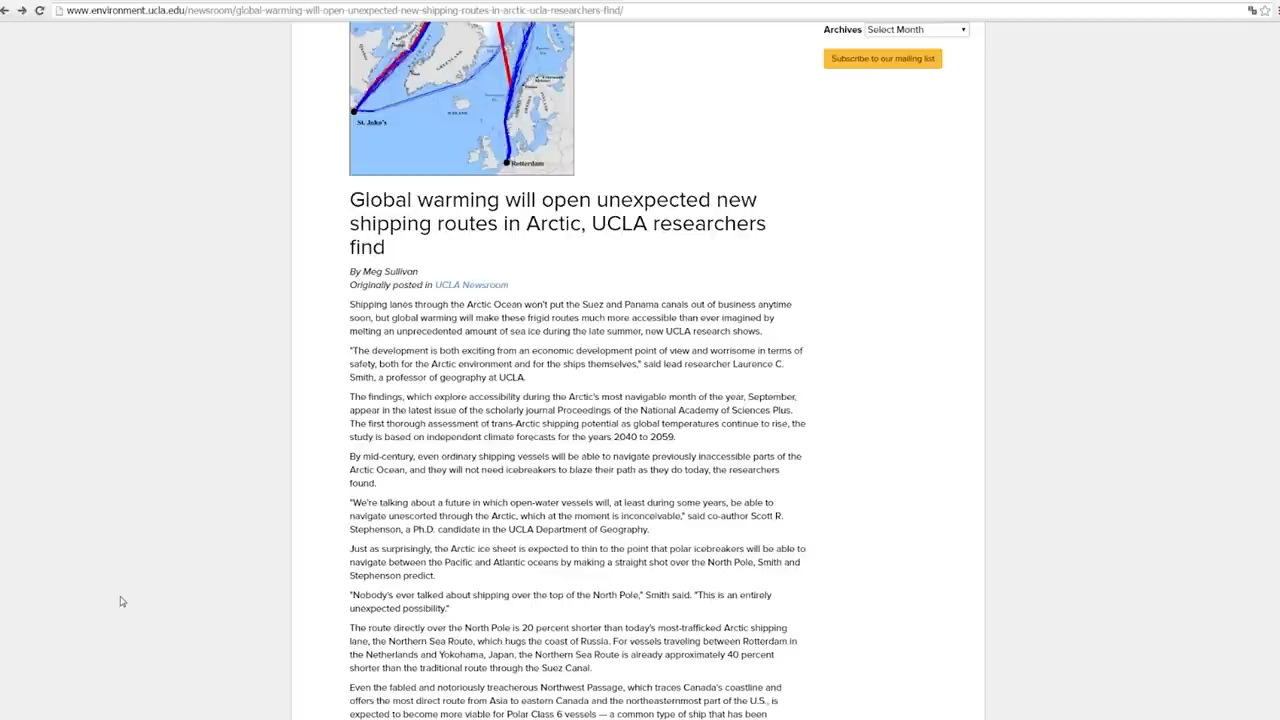 www.environment.ucla.edu/newsroom/global-warming-will-open-unexpected-new-shipping-routes-in-arctic-ucla-researchers-find/
Archives Select Month
Subscribe to our mailing list
St. John's
Rotterdam
Global warming will open unexpected new
shipping routes in Arctic, UCLA researchers
find
By Meg Sullivan
Originally posted in UCLA Newsroom
Shipping lanes through the Arctic Ocean won't put the Suez and Panama canals out of business anytime
soon, but global warming will make these frigid routes much more accessible than ever imagined by
melting an unprecedented amount of sea ice during the late summer, new UCLA research shows.
"The development is both exciting from an economic development point of view and worrisome in terms of
safety, both for the Arctic environment and for the ships themselves," said lead researcher Laurence C.
Smith, a professor of geography at UCLA.
The findings, which explore accessibility during the Arctic's most navigable month of the year, September,
appear in the latest issue of the scholarly journal Proceedings of the National Academy of Sciences Plus.
The first thorough assessment of trans-Arctic shipping potential as global temperatures continue to rise, the
study is based on independent climate forecasts for the years 2040 to 2059.
By mid-century, even ordinary shipping vessels will be able to navigate previously inaccessible parts of the
Arctic Ocean, and they will not need icebreakers to blaze their path as they do today, the researchers
found.
"We're talking about a future in which open-water vessels will, at least during some years, be able to
navigate unescorted through the Arctic, which at the moment is inconceivable," said co-author Scott R.
Stephenson, a Ph.D. candidate in the UCLA Department of Geography.
Just as surprisingly, the Arctic ice sheet is expected to thin to the point that polar icebreakers will be able to
navigate between the Pacific and Atlantic oceans by making a straight shot over the North Pole, Smith and
Stephenson predict.
"Nobody's ever talked about shipping over the top of the North Pole," Smith said. "This is an entirely
unexpected possibility."
The route directly over the North Pole is 20 percent shorter than today's most-trafficked Arctic shipping
lane, the Northern Sea Route, which hugs the coast of Russia. For vessels traveling between Rotterdam in
the Netherlands and Yokohama, Japan, the Northern Sea Route is already approximately 40 percent
shorter than the traditional route through the Suez Canal.
Even the fabled and notoriously treacherous Northwest Passage, which traces Canada's coastline and
offers the most direct route from Asia to eastern Canada and the northeasternmost part of the U.S., is
expected to become more viable for Polar Class 6 vessels — a common type of ship that has been